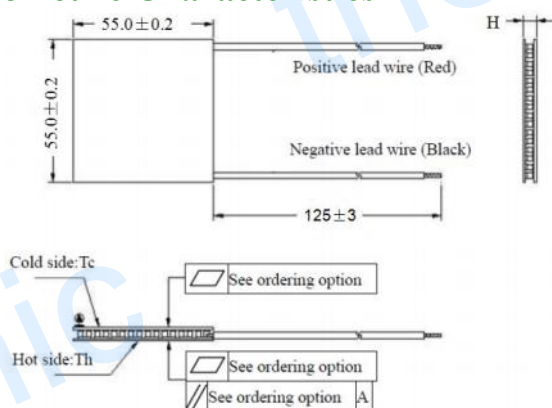 55.0±0.2
H
Positive lead wire (Red)
55.0±0.2
Negative lead wire (Black)
125±3
Cold side:Tc
See ordering option
Hot side:Th
See ordering option
See ordering option A